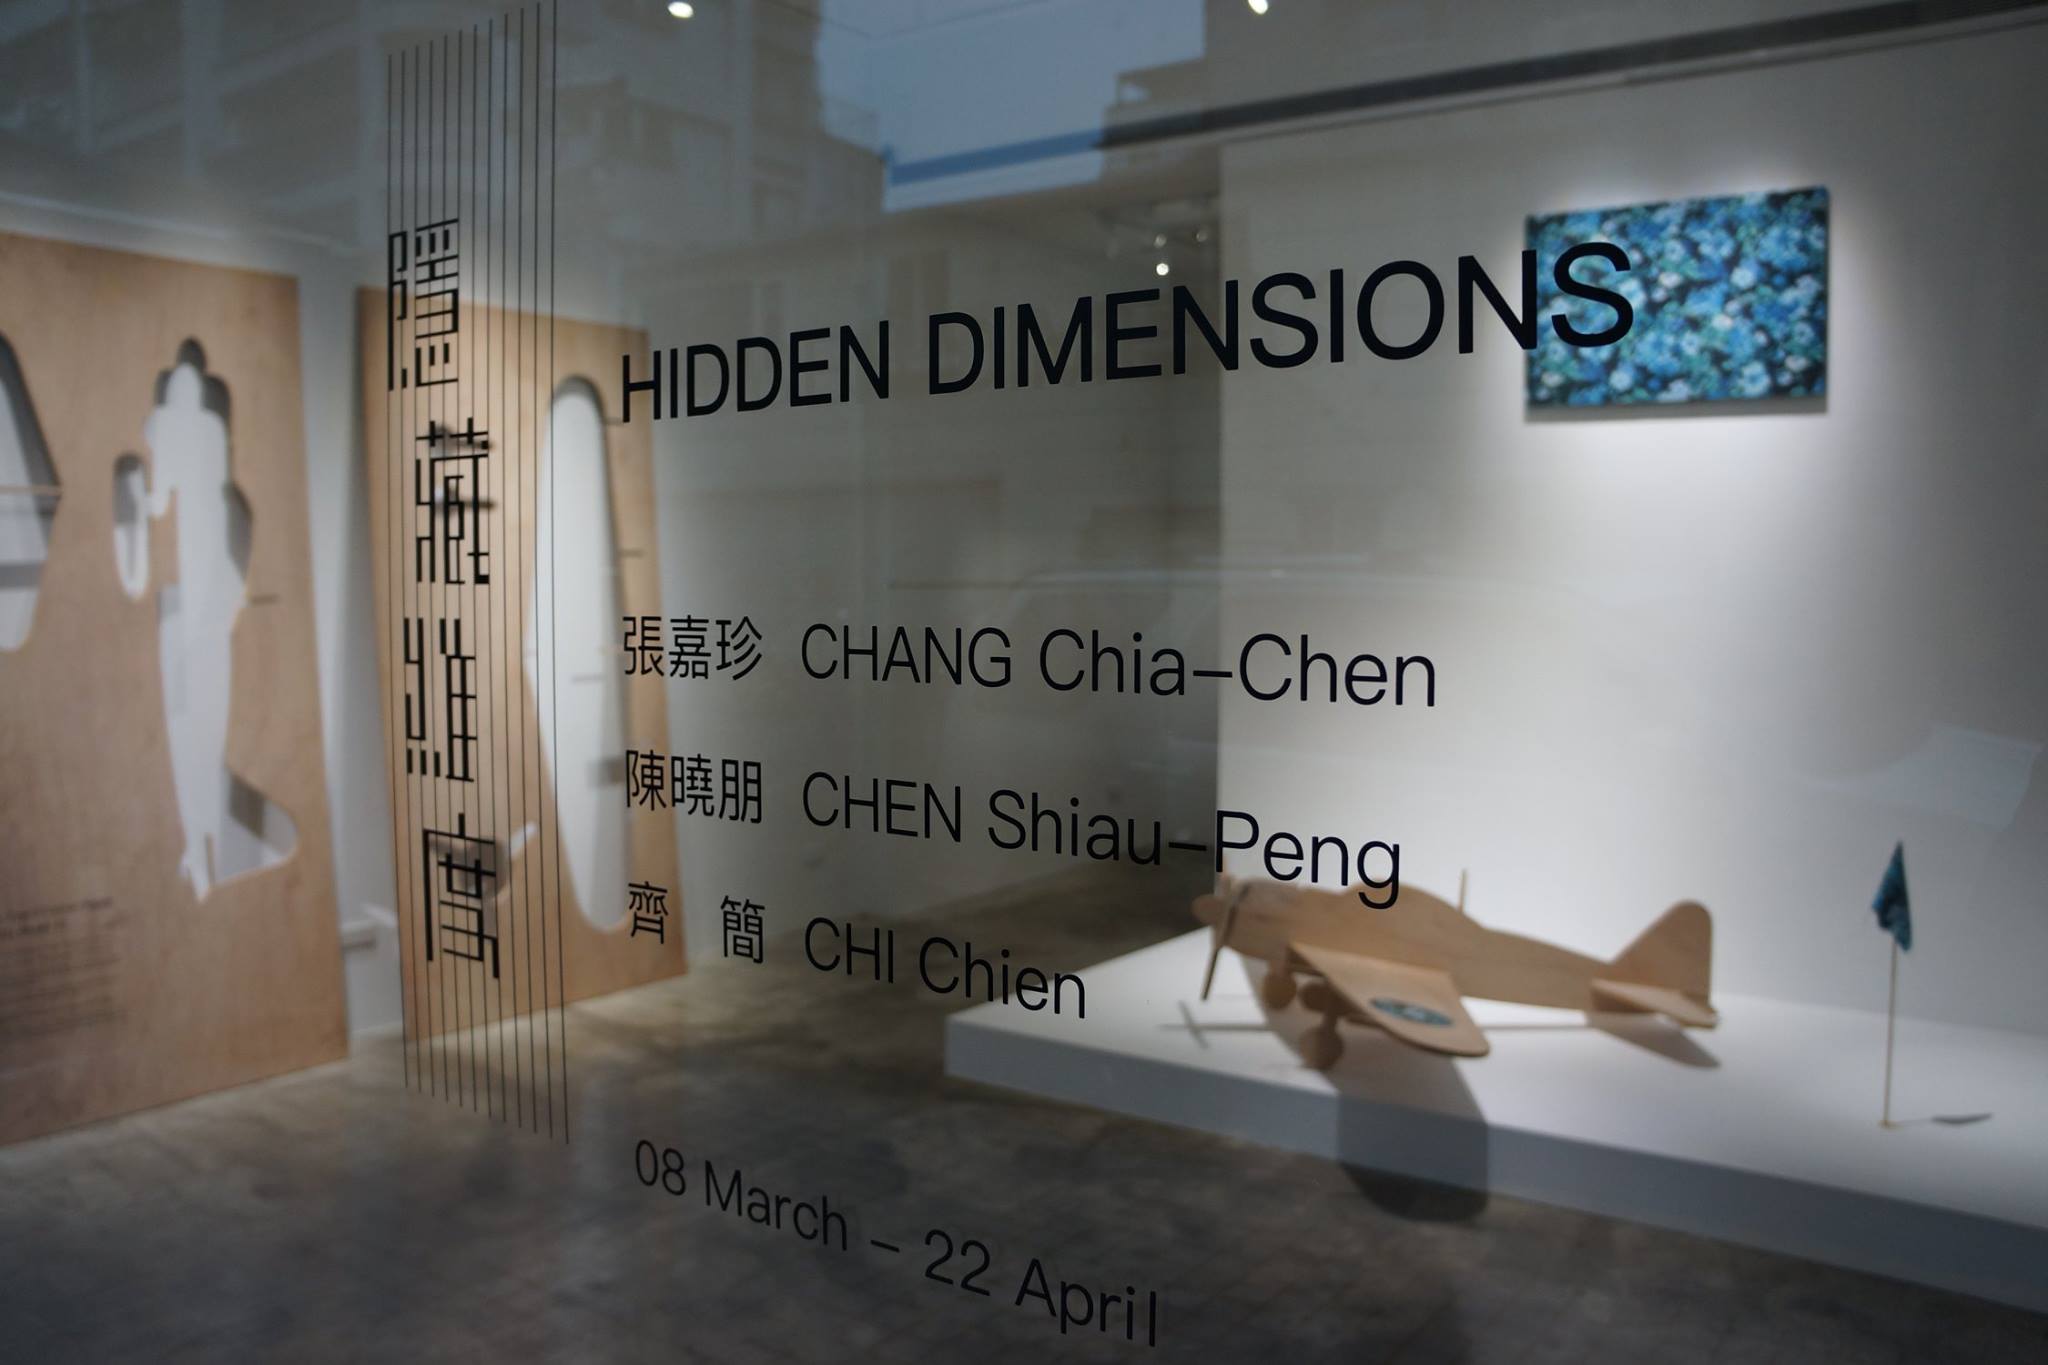 隱藏維度
HIDDEN DIMENSIONS
張嘉珍 CHANG Chia-Chen
陳曉朋 CHEN Shiau-Peng
齊簡 CHI Chien
08 March - 22 April